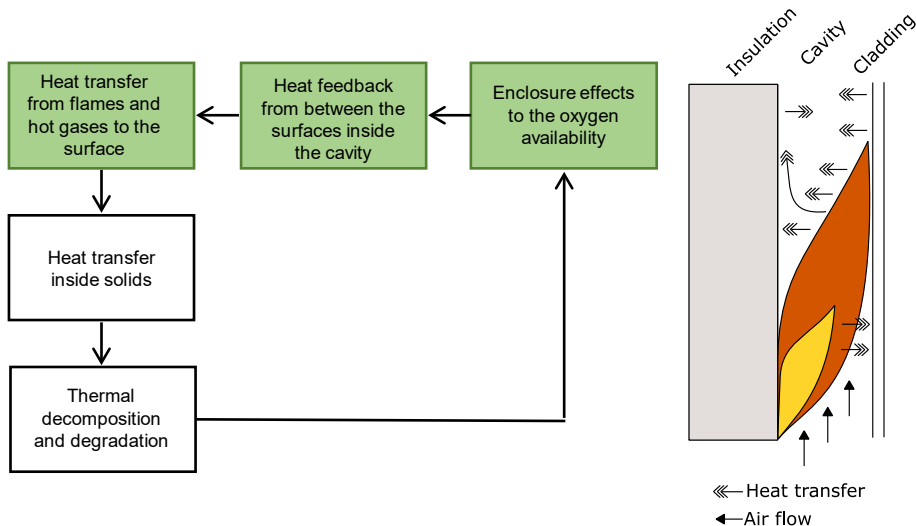 Heat transfer
from flames and
hot gases to the
surface
Heat feedback
from between the
surfaces inside
the cavity
Enclosure effects
to the oxygen
availability
Heat transfer
inside solids
Thermal
decomposition
and degradation
Insulation
Cavity
Cladding
Heat transfer
Air flow